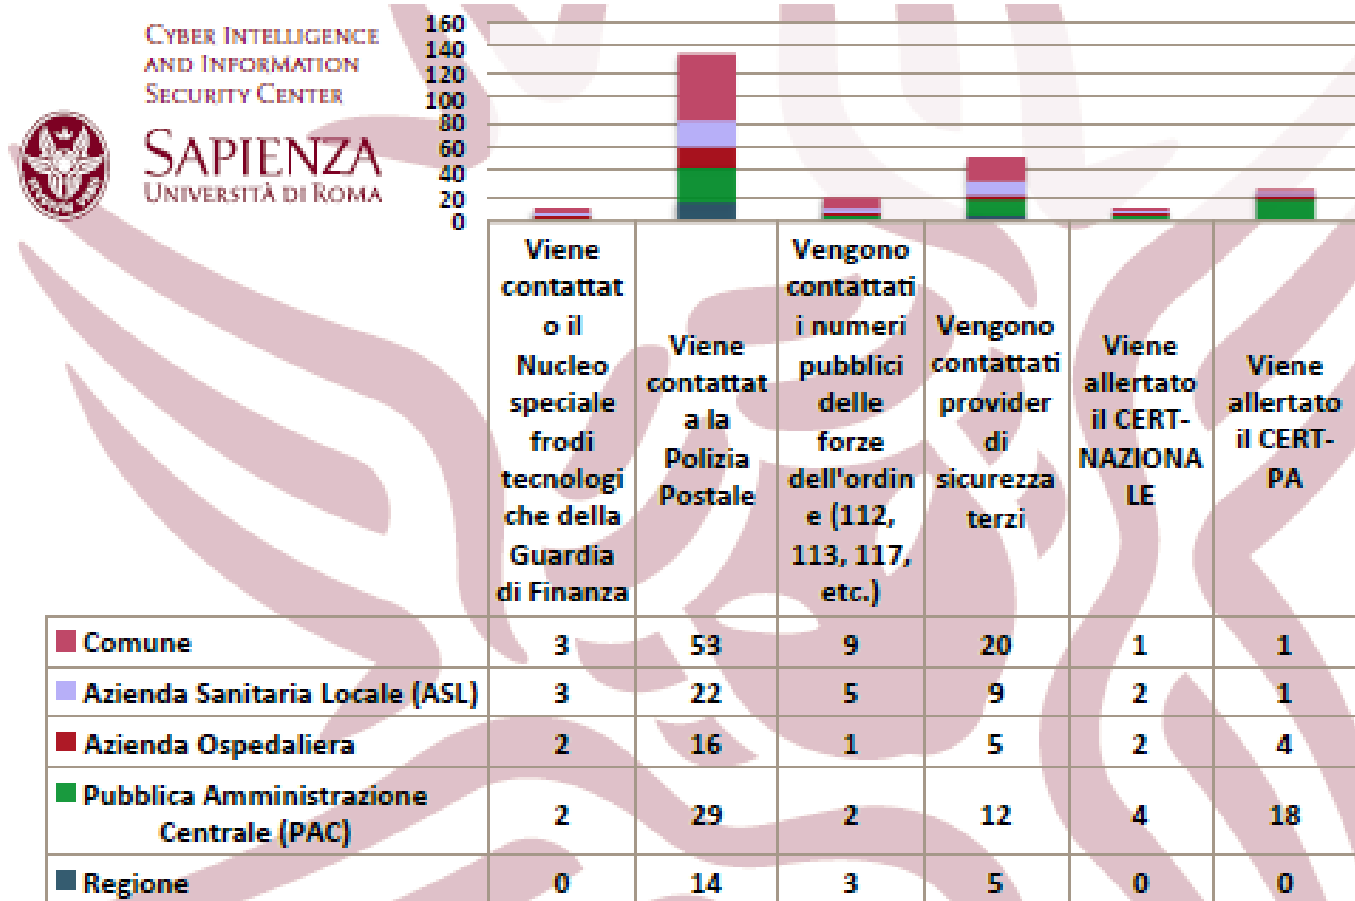 CYBER INTELLIGENCE
AND INFORMATION
SECURITY CENTER
SAPIENZA
UNIVERSITÀ DI ROMA
160
140
120
100
80
60
40
20
0
Viene
contattat
o il
Nucleo
speciale
frodi
tecnologi
che della
Guardia
di Finanza
Viene
contattat
a la
Polizia
Postale
Vengono
contattati
i numeri
pubblici
delle
forze
dell'ordin
e (112,
113, 117,
etc.)
Vengono
contattati
provider
di
sicurezza
terzi
Viene
allertato
il CERT-
NAZIONA
LE
Viene
allertato
il CERT-
PA
Comune 3 53 9 20 1 1
Azienda Sanitaria Locale (ASL) 3 22 5 9 2 1
Azienda Ospedaliera 2 16 1 5 2 4
Pubblica Amministrazione
Centrale (PAC) 2 29 2 12 4 18
Regione 0 14 3 5 0 0